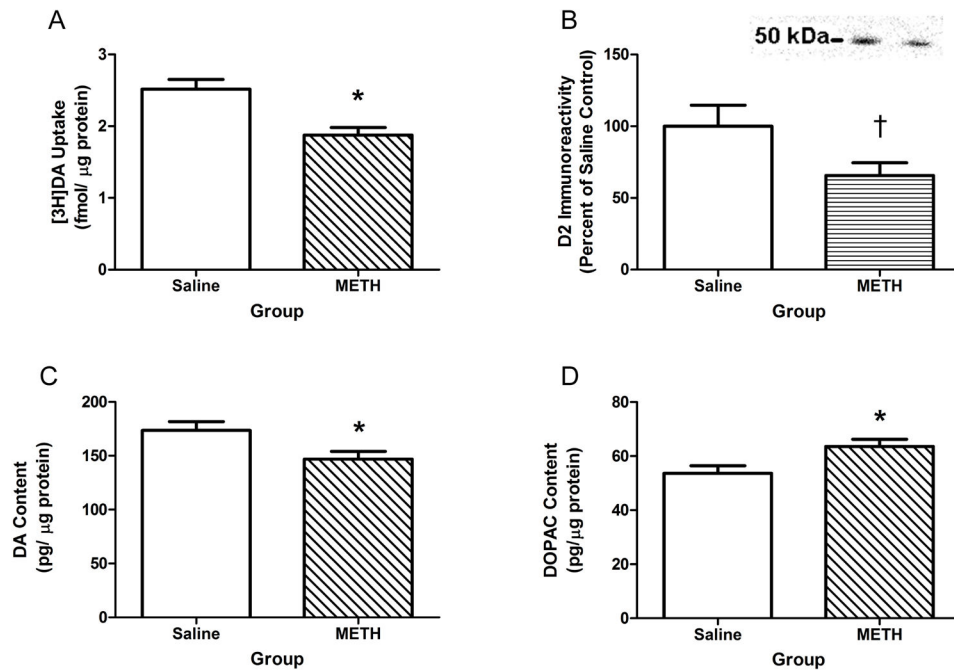 A
[3H]DA Uptake
(fmol/ µg protein)
3
2
1
0
*
Saline
METH
Group
B
50 kDa
D2 Immunoreactivity
(Percent of Saline Control)
150
100
50
0
†
Saline
METH
Group
C
DA Content
(pg/ µg protein)
200
150
100
50
0
*
Saline
METH
Group
D
DOPAC Content
(pg/µg protein)
80
60
40
20
0
*
Saline
METH
Group